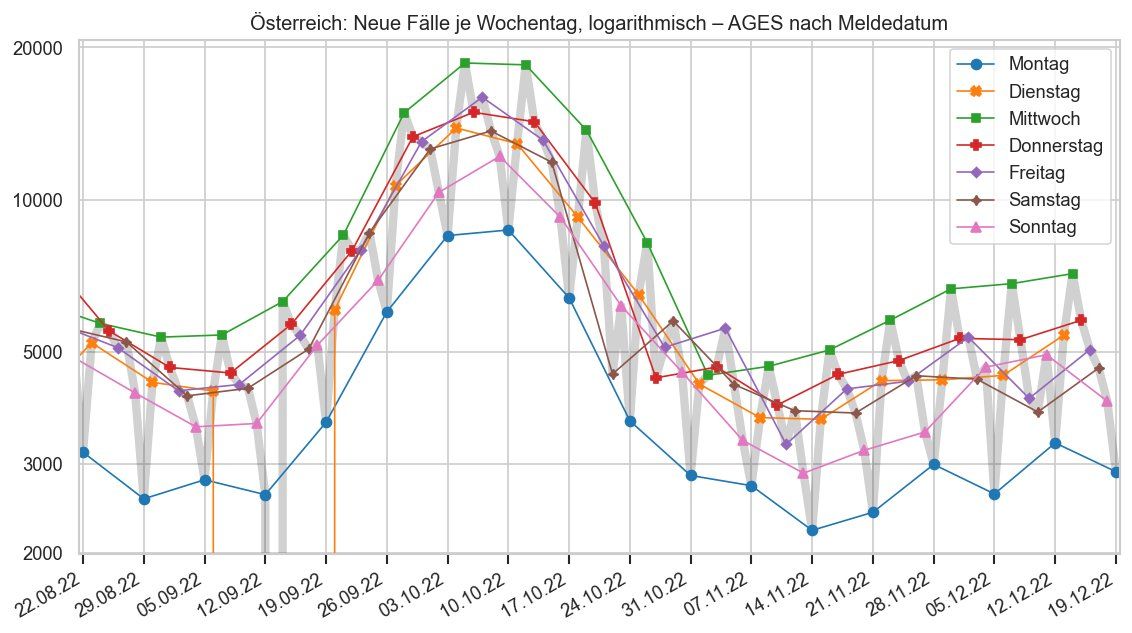 Österreich: Neue Fälle je Wochentag, logarithmisch – AGES nach Meldedatum
20000
10000
5000
3000
2000
Montag
Dienstag
Mittwoch
Donnerstag
Freitag
Samstag
Sonntag
22.08.22
29.08.22
05.09.22
12.09.22
19.09.22
26.09.22
03.10.22
10.10.22
17.10.22
24.10.22
31.10.22
07.11.22
14.11.22
21.11.22
28.11.22
05.12.22
12.12.22
19.12.22